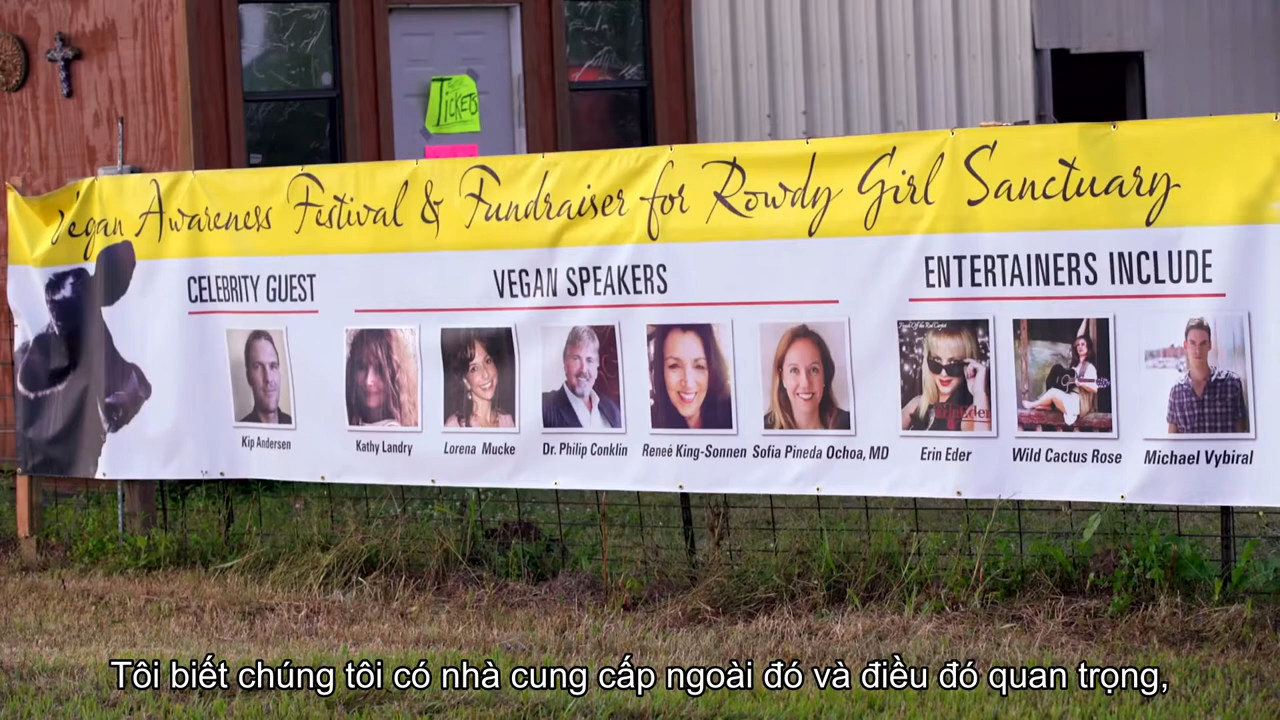 TICKETS
Vegan Awareness Festival & Fundraiser for Rowdy Girl Sanctuary
CELEBRITY GUEST
VEGAN SPEAKERS
ENTERTAINERS INCLUDE
Kip Andersen
Kathy Landry
Lorena Mucke
Dr. Philip Conklin
Reneé King-Sonnen
Sofia Pineda Ochoa, MD
Erin Eder
Wild Cactus Rose
Michael Vybiral
Tôi biết chúng tôi có nhà cung cấp ngoài đó và điều đó quan trọng,